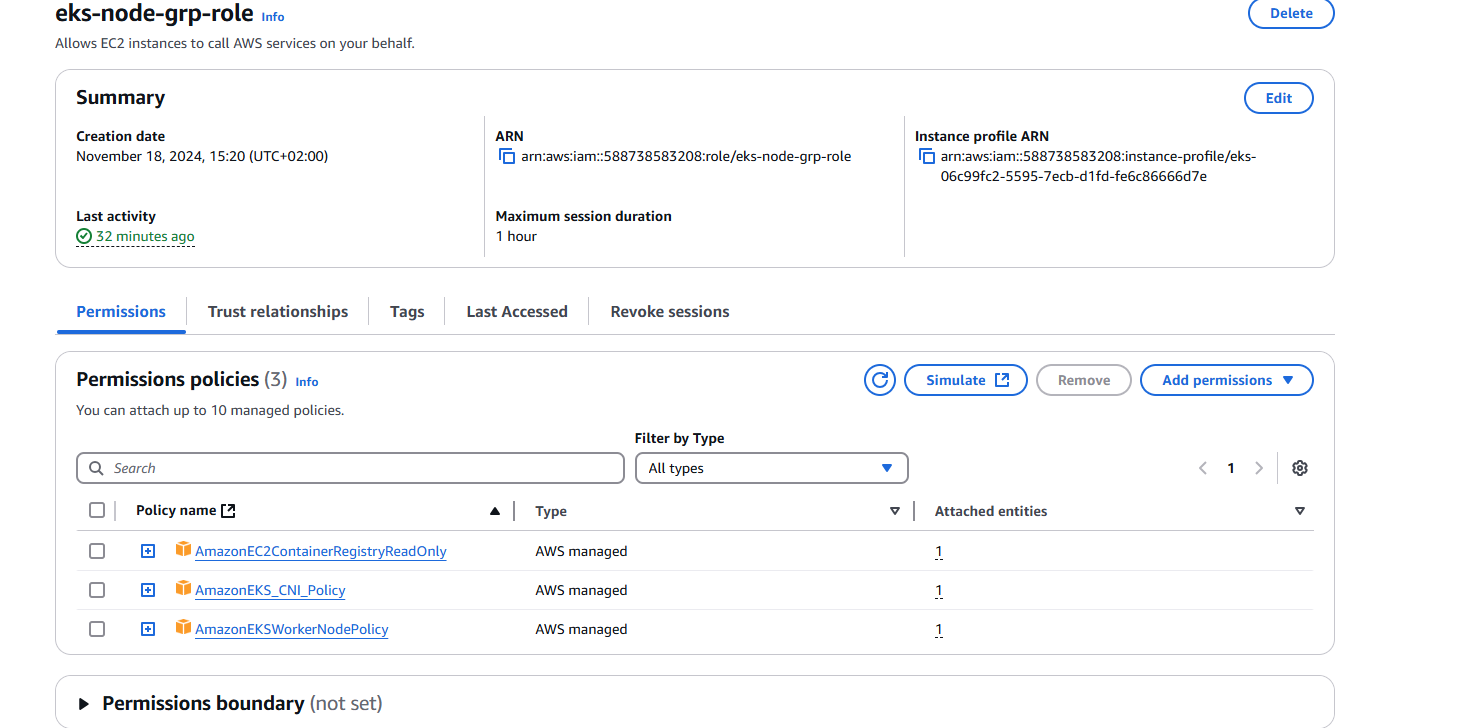 eks-node-grp-role Info
Delete
Allows EC2 instances to call AWS services on your behalf.
Summary
Edit
Creation date
November 18, 2024, 15:20 (UTC+02:00)
ARN
arn:aws:iam::588738583208:role/eks-node-grp-role
Instance profile ARN
arn:aws:iam::588738583208:instance-profile/eks-
06c99fc2-5595-7ecb-d1fd-fe6c86666d7e
Last activity
32 minutes ago
Maximum session duration
1 hour
Permissions
Trust relationships
Tags
Last Accessed
Revoke sessions
Permissions policies (3) Info
Simulate
Remove
Add permissions
You can attach up to 10 managed policies.
Filter by Type
Search
All types
1
Policy name
Type
Attached entities
AmazonEC2ContainerRegistryReadOnly
AWS managed
1
AmazonEKS_CNI_Policy
AWS managed
1
AmazonEKSWorkerNodePolicy
AWS managed
1
Permissions boundary (not set)